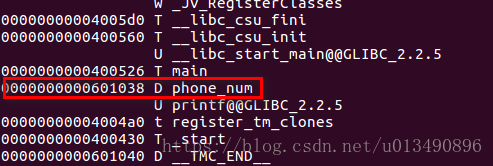 w _Jv_RegisterClasses
00000000004005d0 T __libc_csu_fini
0000000000400560 T __libc_csu_init
U __libc_start_main@@GLIBC_2.2.5
0000000000400526 T main
0000000000601038 D phone_num
U printf@@GLIBC_2.2.5
00000000004004a0 t register_tm_clones
0000000000400430 T _start
0000000000601040 D __TMC_END__
https://blog.csdn.net/u013490896